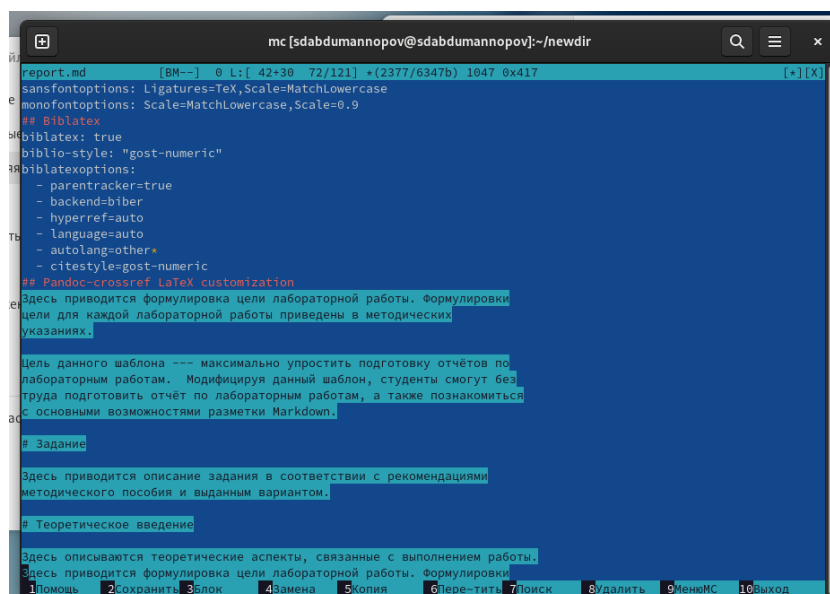 mc [sdabdumannopov@sdabdumannopov]:~/newdir
report.md [BM--] 0 L:[ 42+30 72/121] *(2377/6347b) 1047 0x417 [*][X]
sansfontoptions: Ligatures=TeX,Scale=MatchLowercase
monofontoptions: Scale=MatchLowercase,Scale=0.9
## Biblatex
biblatex: true
biblio-style: "gost-numeric"
biblatexoptions:
- parentracker=true
- backend=biber
- hyperref=auto
- language=auto
- autolang=other*
- citestyle=gost-numeric
## Pandoc-crossref LaTeX customization
Здесь приводится формулировка цели лабораторной работы. Формулировки
цели для каждой лабораторной работы приведены в методических
указаниях.
Цель данного шаблона --- максимально упростить подготовку отчётов по
лабораторным работам. Модифицируя данный шаблон, студенты смогут без
труда подготовить отчёт по лабораторным работам, а также познакомиться
с основными возможностями разметки Markdown.
# Задание
Здесь приводится описание задания в соответствии с рекомендациями
методического пособия и выданным вариантом.
# Теоретическое введение
Здесь описываются теоретические аспекты, связанные с выполнением работы.
Здесь приводится формулировка цели лабораторной работы. Формулировки
1Помощь 2Сохранить 3Блок 4Замена 5Копия 6Пере~тить 7Поиск 8Удалить 9МенюMC 10Выход